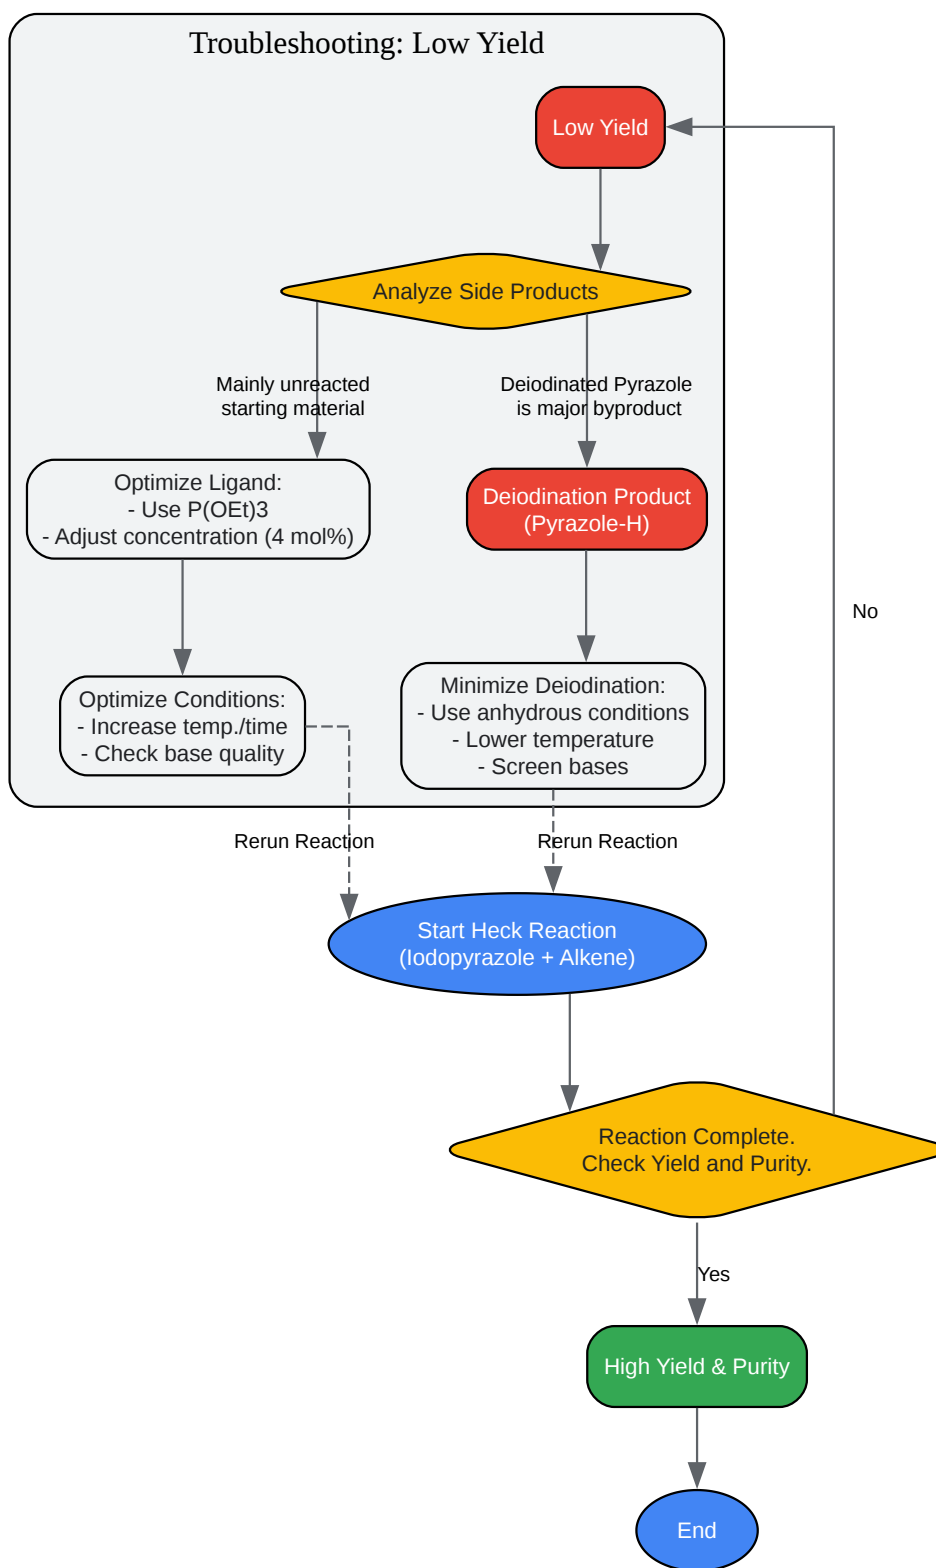 Troubleshooting: Low Yield
Low Yield
Analyze Side Products
Mainly unreacted
starting material
Deiodinated Pyrazole
is major byproduct
Optimize Ligand:
- Use P(OEt)3
- Adjust concentration (4 mol%)
Deiodination Product
(Pyrazole-H)
No
Optimize Conditions:
- Increase temp./time
- Check base quality
Minimize Deiodination:
- Use anhydrous conditions
- Lower temperature
- Screen bases
Rerun Reaction
Rerun Reaction
Start Heck Reaction
(Iodopyrazole + Alkene)
Reaction Complete.
Check Yield and Purity.
Yes
High Yield & Purity
End